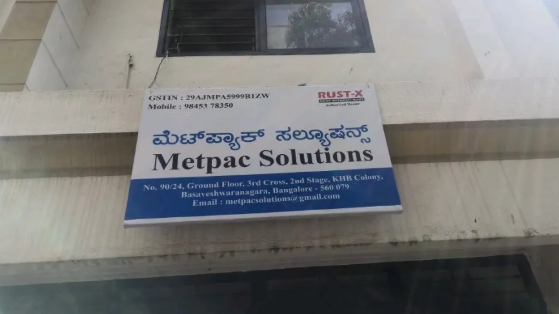 GSTIN : 29AJMPA5999B1ZW
Mobile : 98453 78350
RUST-X
ಮೆಟ್‌ಪ್ಯಾಕ್ ಸಲ್ಯೂಷನ್ಸ್
Metpac Solutions
No. 90/24, Ground Floor, 3rd Cross, 2nd Stage, KHB Colony,
Basaveshwaranagara, Bangalore - 560 079
Email : metpacsolutions@gmail.com